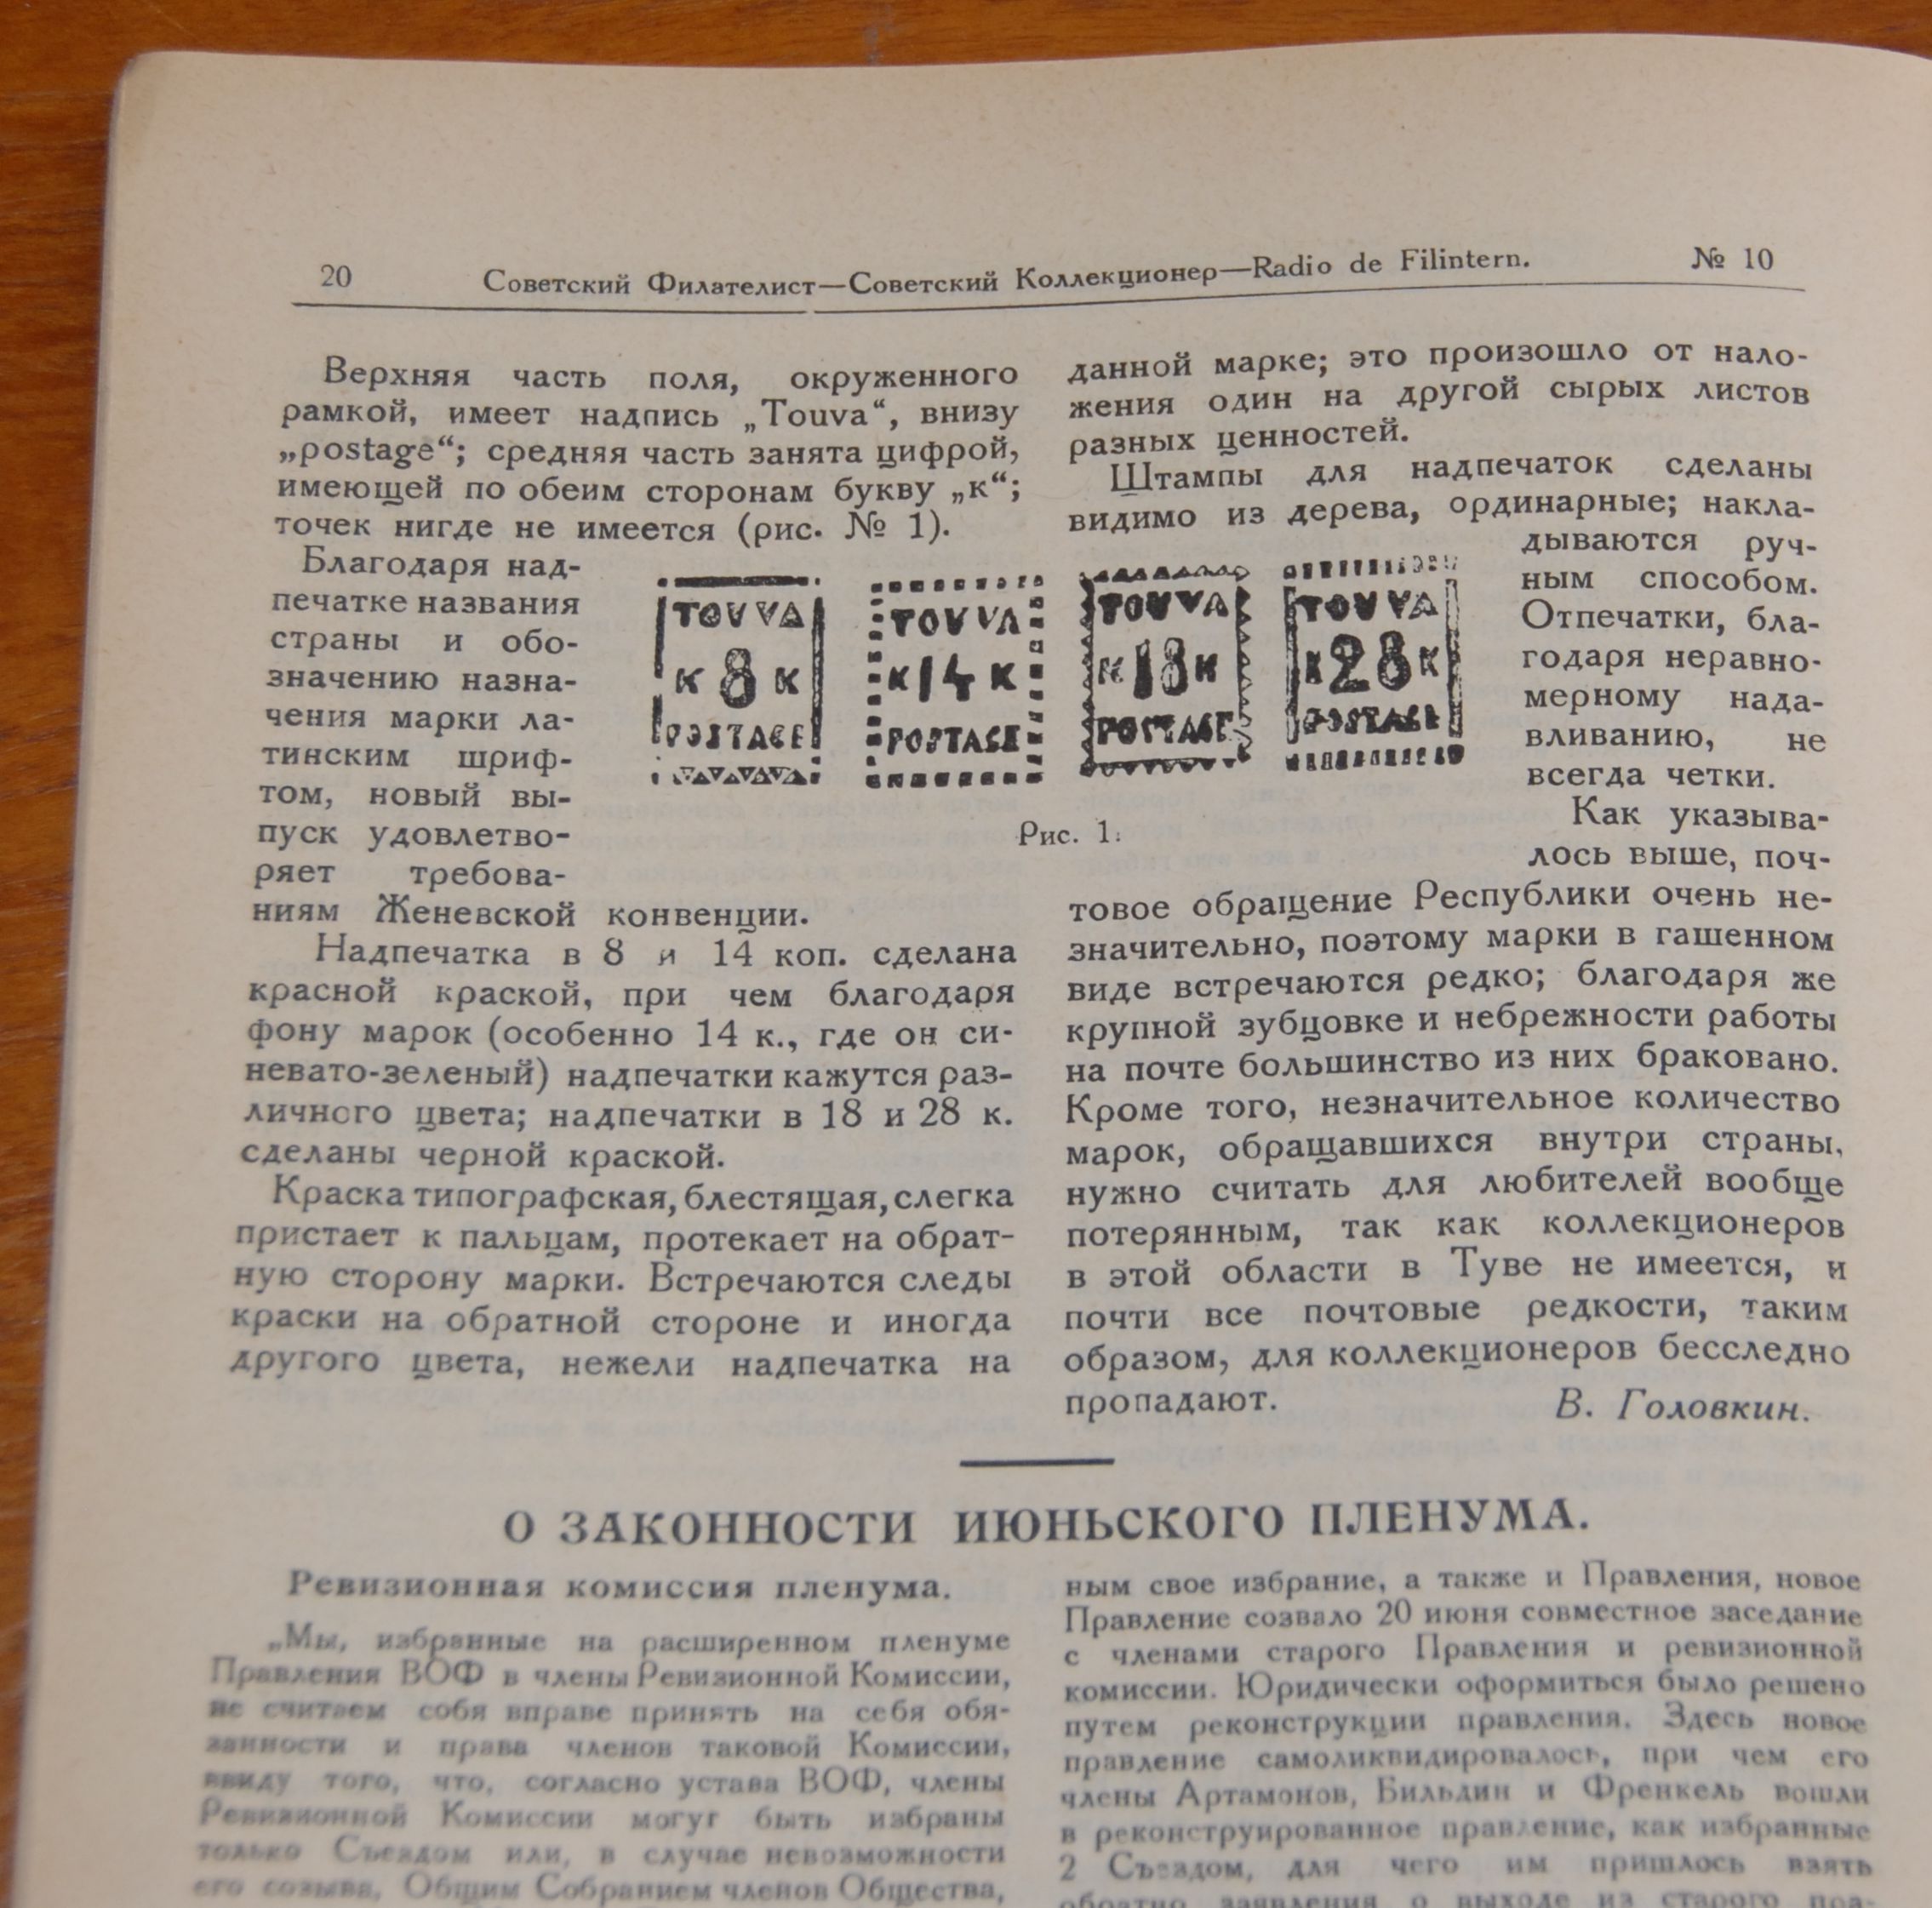 20 Советский Филателист—Советский Коллекционер—Radio de Filintern. № 10
Верхняя часть поля, окруженного
рамкой, имеет надпись „Touva“, внизу
„postage“; средняя часть занята цифрой,
имеющей по обеим сторонам букву „к“;
точек нигде не имеется (рис. № 1).
Благодаря над-
печатке названия
страны и обо-
значению назна-
чения марки ла-
тинским шриф-
том, новый вы-
пуск удовлетво-
ряет требова-
ниям Женевской конвенции.
Надпечатка в 8 и 14 коп. сделана
красной краской, при чем благодаря
фону марок (особенно 14 к., где он си-
невато-зеленый) надпечатки кажутся раз-
личного цвета; надпечатки в 18 и 28 к.
сделаны черной краской.
Краска типографская, блестящая, слегка
пристает к пальцам, протекает на обрат-
ную сторону марки. Встречаются следы
краски на обратной стороне и иногда
другого цвета, нежели надпечатка на
TOUVA
K 8 K
POSTAGE
TOUVA
K 14 K
POSTAGE
TOUVA
K 18 K
POSTAGE
TOUVA
K 28 K
POSTAGE
Рис. 1.
данной марке; это произошло от нало-
жения один на другой сырых листов
разных ценностей.
Штампы для надпечаток сделаны
видимо из дерева, ординарные; накла-
дываются руч-
ным способом.
Отпечатки, бла-
годаря неравно-
мерному нада-
вливанию, не
всегда четки.
Как указыва-
лось выше, поч-
товое обращение Республики очень не-
значительно, поэтому марки в гашенном
виде встречаются редко; благодаря же
крупной зубцовке и небрежности работы
на почте большинство из них браковано.
Кроме того, незначительное количество
марок, обращавшихся внутри страны,
нужно считать для любителей вообще
потерянным, так как коллекционеров
в этой области в Туве не имеется, и
почти все почтовые редкости, таким
образом, для коллекционеров бесследно
пропадают.
В. Головкин.
О ЗАКОННОСТИ ИЮНЬСКОГО ПЛЕНУМА.
Ревизионная комиссия пленума.
„Мы, избранные на расширенном пленуме
Правления ВОФ в члены Ревизионной Комиссии,
не считаем себя вправе принять на себя обя-
занности и права членов таковой Комиссии,
ввиду того, что, согласно устава ВОФ, члены
Ревизионной Комиссии могут быть избраны
только Съездом или, в случае невозможности
его созыва, Общим Собранием членов Общества,
ным свое избрание, а также и Правления, новое
Правление созвало 20 июня совместное заседание
с членами старого Правления и ревизионной
комиссии. Юридически оформиться было решено
путем реконструкции правления. Здесь новое
правление самоликвидировалось, при чем его
члены Артамонов, Бильдин и Френкель вошли
в реконструированное правление, как избранные
2 Съездом, для чего им пришлось взять
обратно заявления о выходе из старого пра-